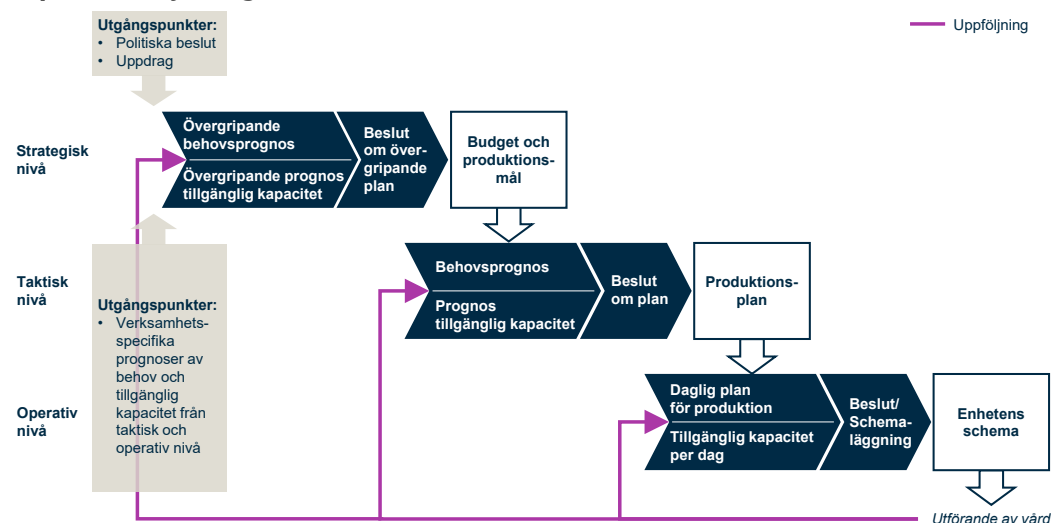 Utgångspunkter:
• Politiska beslut
• Uppdrag
Uppföljning
Strategisk
nivå
Övergripande
behovsprognos
Övergripande prognos
tillgänglig kapacitet
Beslut
om över-
gripande
plan
Budget och
produktions-
mål
Taktisk
nivå
Behovsprognos
Prognos
tillgänglig kapacitet
Beslut
om plan
Produktions-
plan
Utgångspunkter:
• Verksamhets-
specifika
prognoser av
behov och
tillgänglig
kapacitet från
taktisk och
operativ nivå
Operativ
nivå
Daglig plan
för produktion
Tillgänglig kapacitet
per dag
Beslut/
Schema-
läggning
Enhetens
schema
Utförande av vård